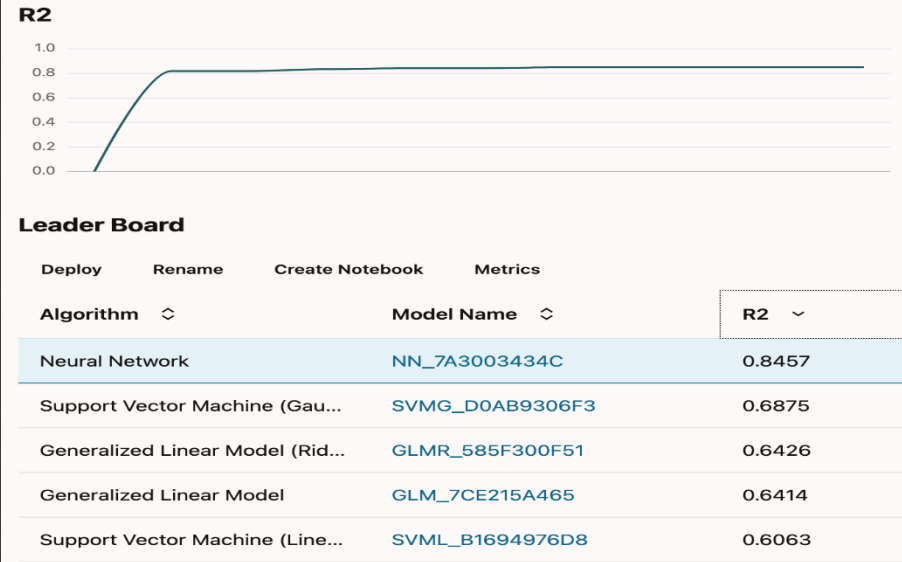 R2
1.0
0.8
0.6
0.4
0.2
0.0
Leader Board
Deploy Rename Create Notebook Metrics
Algorithm Model Name R2
Neural Network NN_7A3003434C 0.8457
Support Vector Machine (Gau... SVMG_D0AB9306F3 0.6875
Generalized Linear Model (Rid... GLMR_585F300F51 0.6426
Generalized Linear Model GLM_7CE215A465 0.6414
Support Vector Machine (Line... SVML_B1694976D8 0.6063